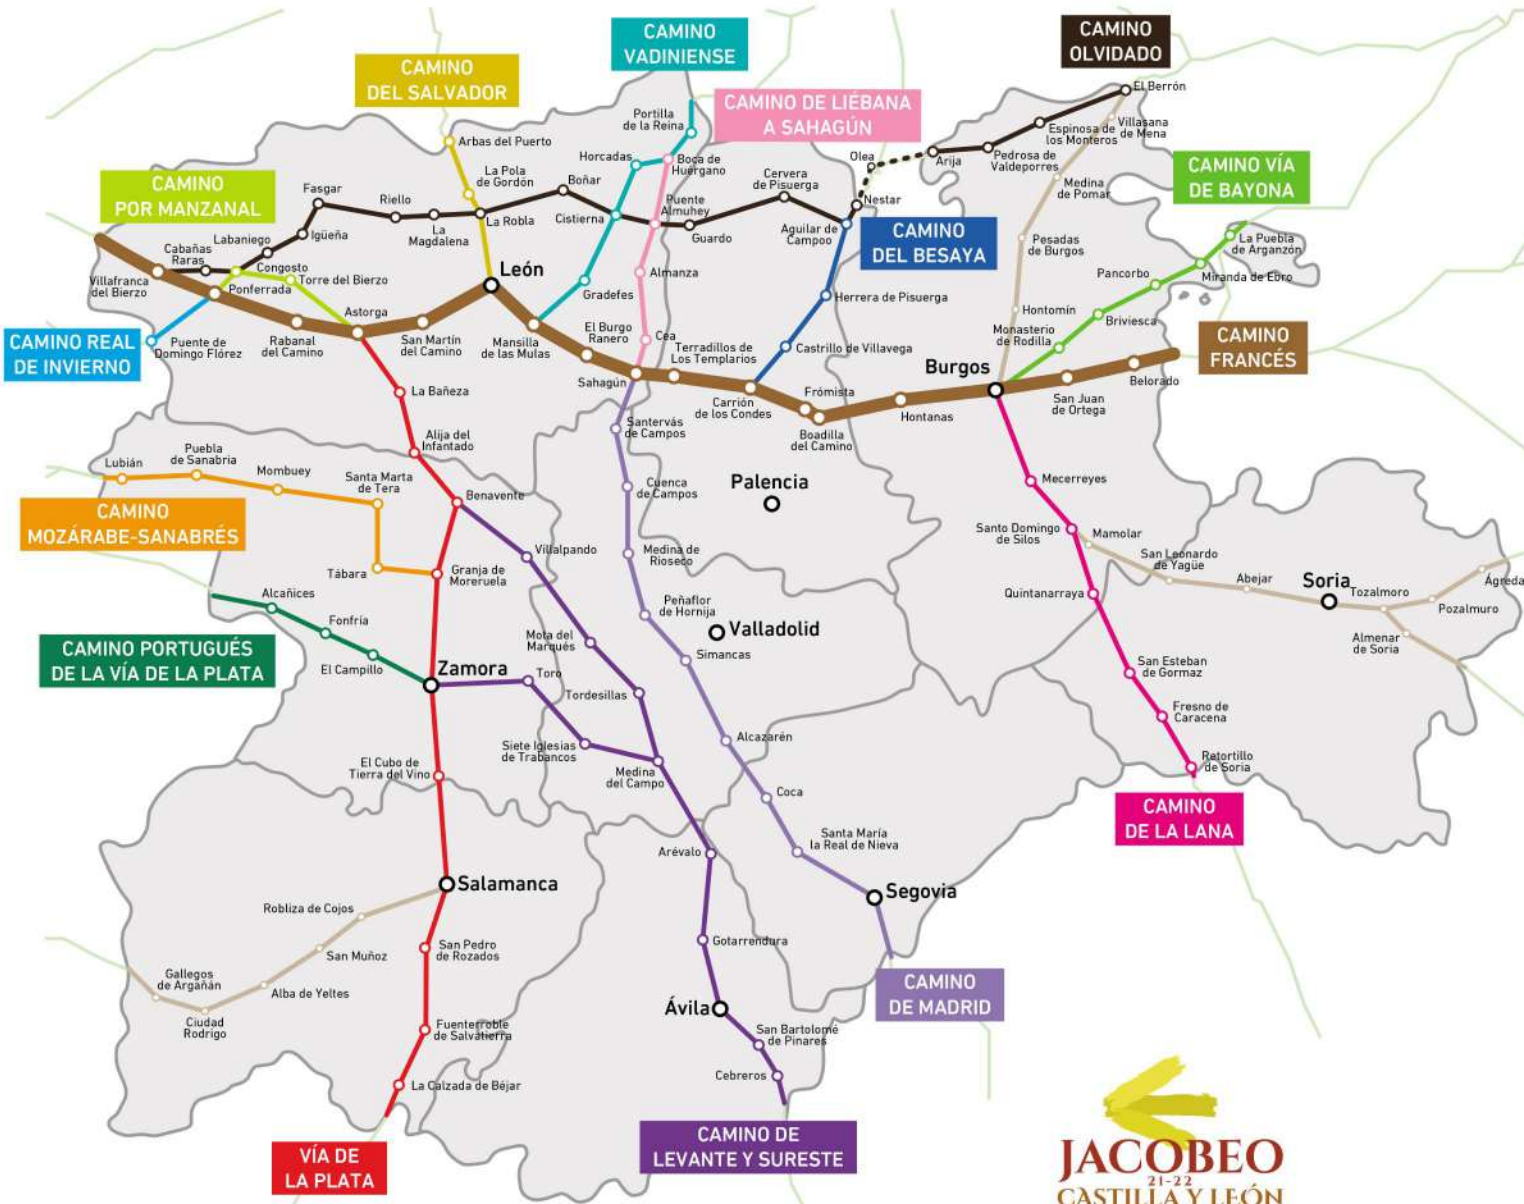 CAMINO
OLVIDADO
CAMINO
VADINIENSE
CAMINO
DEL SALVADOR
CAMINO DE LIÉBANA
A SAHAGÚN
El Berrón
Villasana
de Mena
Espinosa de
los Monteros
Portilla
de la Reina
Arbas del Puerto
Pedrosa de
Valdeporres
Arija
Olea
Horcadas
Boca de
Huérgano
CAMINO VÍA
DE BAYONA
CAMINO
POR MANZANAL
La Pola
de Gordón
Boñar
Cervera
de Pisuerga
Medina
de Pomar
Fasgar
Riello
Puente
Almuhey
Nestar
La Robla
Cistierna
La
Magdalena
Guardo
Aguilar de
Campoo
CAMINO
DEL BESAYA
Igüeña
Labaniego
Cabañas
Raras
Pesadas
de Burgos
La Puebla
de Arganzón
Congosto
Torre del Bierzo
León
Almanza
Pancorbo
Miranda de Ebro
Villafranca
del Bierzo
Ponferrada
Gradefes
Herrera de Pisuerga
Hontomín
Astorga
Briviesca
CAMINO REAL
DE INVIERNO
Puente de
Domingo Flórez
Rabanal
del Camino
San Martín
del Camino
Mansilla
de las Mulas
El Burgo
Ranero
Cea
Terradillos de
Los Templarios
Castrillo de Villavega
Monasterio
de Rodilla
CAMINO
FRANCÉS
Burgos
Sahagún
Carrión
de los Condes
Frómista
Boadilla
del Camino
Hontanas
San Juan
de Ortega
Belorado
La Bañeza
Santervás
de Campos
Alija del
Infantado
Lubián
Puebla
de Sanabria
Mombuey
Santa Marta
de Tera
Benavente
Cuenca
de Campos
Palencia
Mecerreyes
CAMINO
MOZÁRABE-SANABRÉS
Santo Domingo
de Silos
Mamolar
Villalpando
Medina de
Rioseco
San Leonardo
de Yagüe
Tábara
Granja de
Moreruela
Abejar
Soria
Tozalmoro
Ágreda
Pozalmuro
Alcañices
Quintanarraya
Peñaflor
de Hornija
Fonfría
Almenar
de Soria
Valladolid
CAMINO PORTUGUÉS
DE LA VÍA DE LA PLATA
El Campillo
Mota del
Marqués
Simancas
Zamora
Toro
Tordesillas
San Esteban
de Gormaz
Fresno de
Caracena
Siete Iglesias
de Trabancos
Alcazarén
El Cubo de
Tierra del Vino
Medina
del Campo
Retortillo
de Soria
Coca
CAMINO
DE LA LANA
Santa María
la Real de Nieva
Arévalo
Salamanca
Segovia
Robliza de Cojos
San Pedro
de Rozados
Gotarrendura
San Muñoz
Gallegos
de Argañán
Alba de Yeltes
CAMINO
DE MADRID
Ciudad
Rodrigo
Ávila
Fuenterroble
de Salvatierra
San Bartolomé
de Pinares
La Calzada de Béjar
Cebreros
VÍA DE
LA PLATA
CAMINO DE
LEVANTE Y SURESTE
JACOBEO
21-22
CASTILLA Y LEÓN